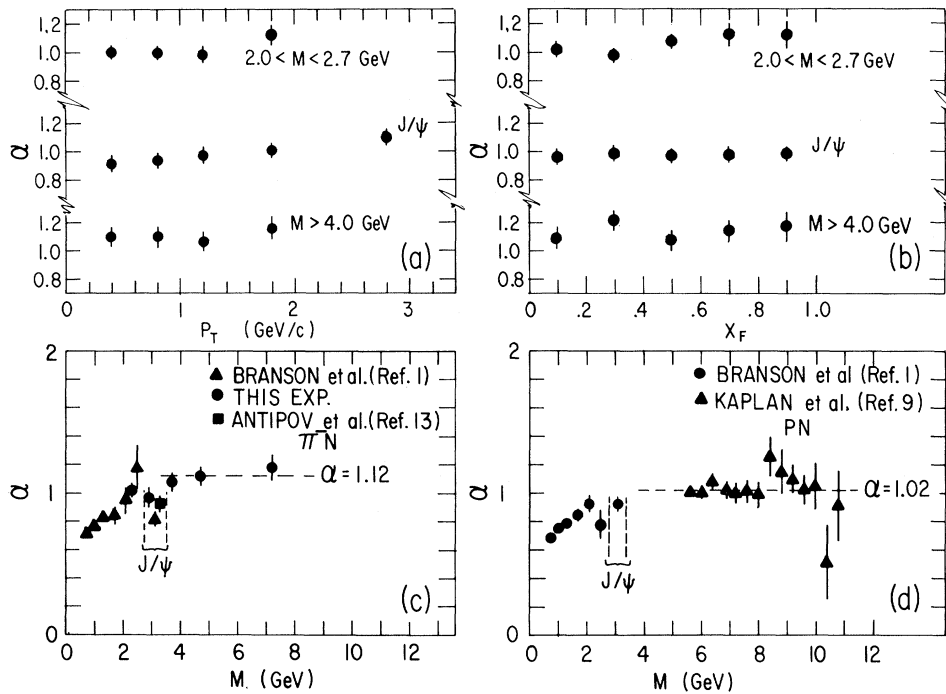 α
1.2
1.0
0.8
2.0 < M < 2.7 GeV
α
1.2
1.0
0.8
J/ψ
1.2
1.0
0.8
M > 4.0 GeV
(a)
0 1 2 3
P_T (GeV/c)
1.2
1.0
0.8
2.0 < M < 2.7 GeV
α
1.2
1.0
0.8
J/ψ
1.2
1.0
0.8
M > 4.0 GeV
(b)
0 .2 .4 .6 .8 1.0
X_F
α
2
1
0
▲ BRANSON et al. (Ref. 1)
● THIS EXP.
■ ANTIPOV et al. (Ref. 13)
π⁻N
α = 1.12
J/ψ
(c)
0 2 4 6 8 10 12
M. (GeV)
α
2
1
0
● BRANSON et al (Ref. 1)
▲ KAPLAN et al. (Ref. 9)
PN
α = 1.02
J/ψ
(d)
0 2 4 6 8 10 12
M (GeV)